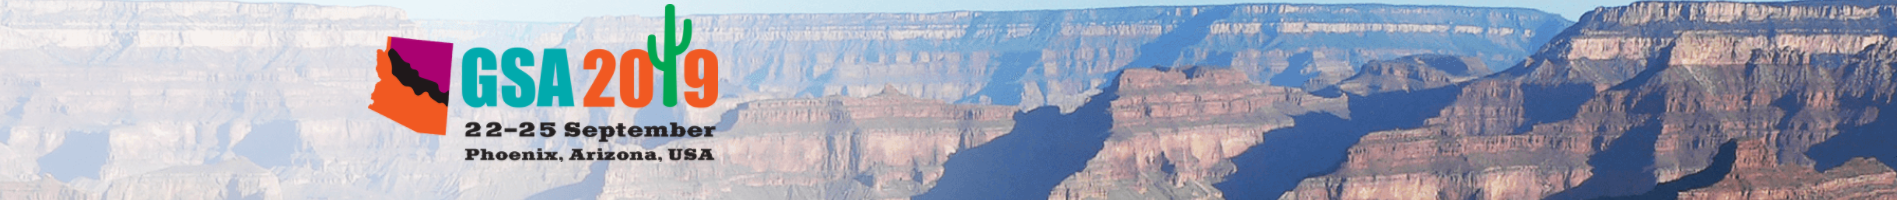 GSA 2019
22-25 September
Phoenix, Arizona, USA